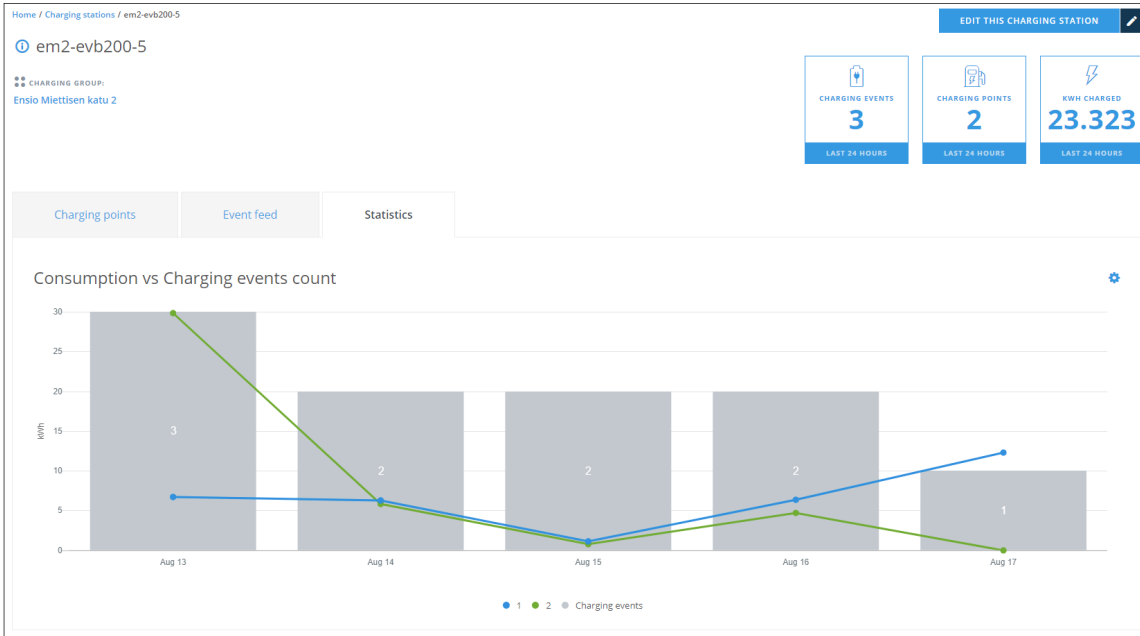 Home / Charging stations / em2-evb200-5
EDIT THIS CHARGING STATION
em2-evb200-5
CHARGING GROUP:
Ensio Miettisen katu 2
CHARGING EVENTS
3
LAST 24 HOURS
CHARGING POINTS
2
LAST 24 HOURS
KWH CHARGED
23.323
LAST 24 HOURS
Charging points
Event feed
Statistics
Consumption vs Charging events count
kWh
30
25
20
15
10
5
0
3
2
2
2
1
Aug 13
Aug 14
Aug 15
Aug 16
Aug 17
1
2
Charging events